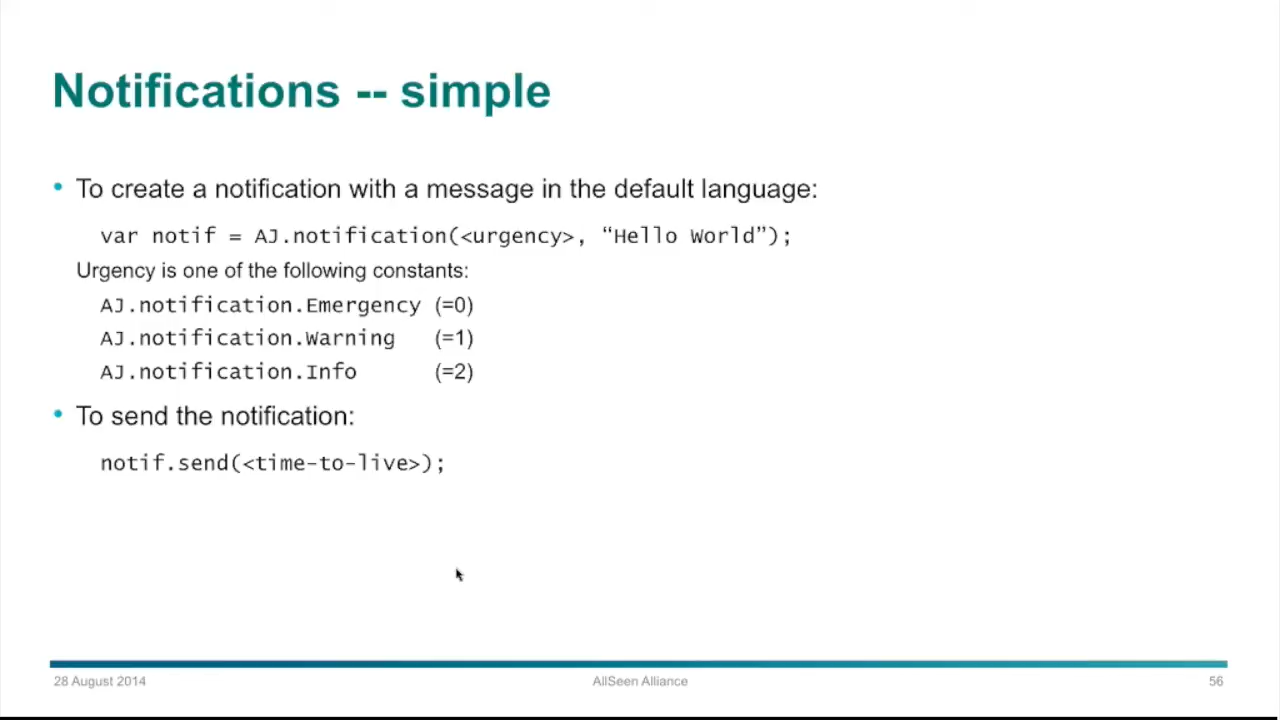 Notifications -- simple
• To create a notification with a message in the default language:
var notif = AJ.notification(<urgency>, “Hello World”);
Urgency is one of the following constants:
AJ.notification.Emergency (=0)
AJ.notification.Warning (=1)
AJ.notification.Info (=2)
• To send the notification:
notif.send(<time-to-live>);
28 August 2014
AllSeen Alliance
56